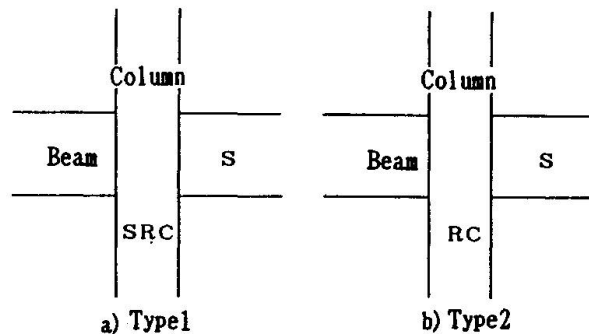 Column
Beam
S
SRC
a) Type1
Column
Beam
S
RC
b) Type2